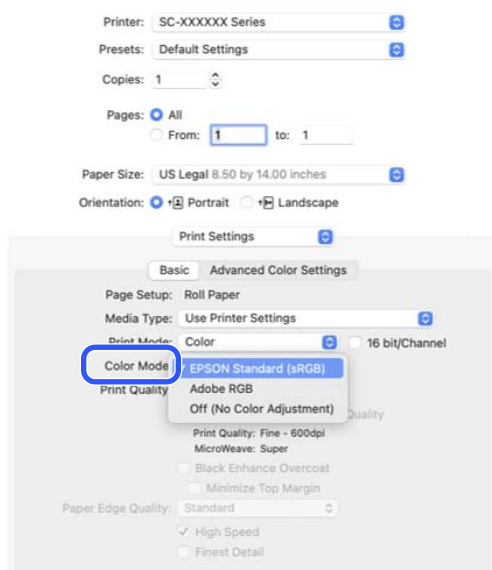 Printer: SC-XXXXXX Series
Presets: Default Settings
Copies: 1
Pages: All
From: 1 to: 1
Paper Size: US Legal 8.50 by 14.00 inches
Orientation: Portrait Landscape
Print Settings
Basic Advanced Color Settings
Page Setup: Roll Paper
Media Type: Use Printer Settings
Print Mode: Color 16 bit/Channel
Color Mode ✓ EPSON Standard (sRGB)
Print Quality Adobe RGB
Off (No Color Adjustment)
Quality
Print Quality: Fine - 600dpi
MicroWeave: Super
Black Enhance Overcoat
Minimize Top Margin
Paper Edge Quality: Standard
High Speed
Finest Detail